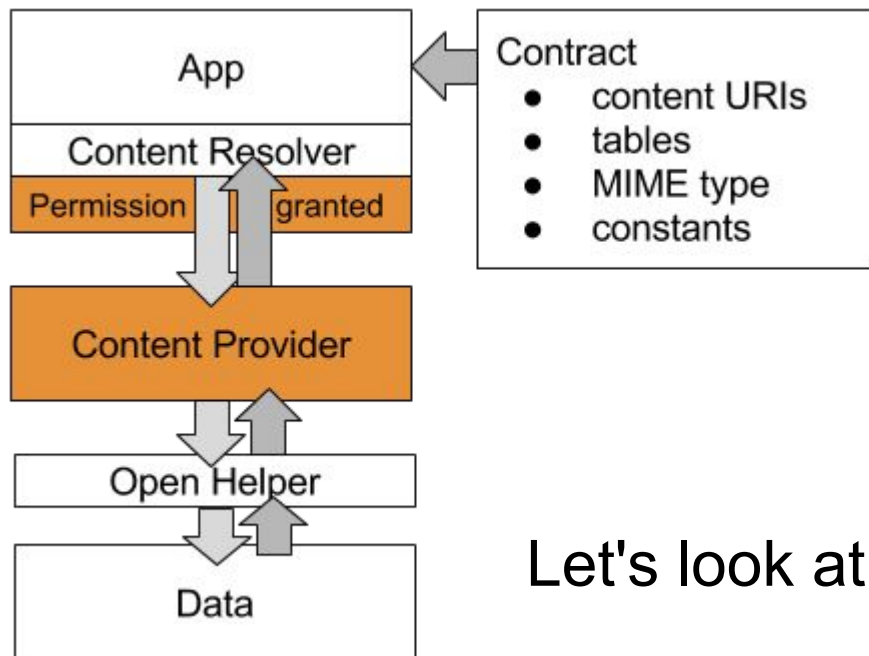 App
Content Resolver
Permission granted
Content Provider
Open Helper
Data
Contract
● content URIs
● tables
● MIME type
● constants
Let's look at